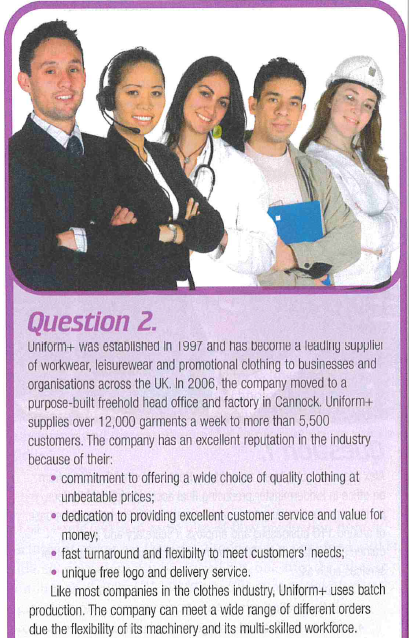 Question 2.
Uniform+ was established in 1997 and has become a leading supplier
of workwear, leisurewear and promotional clothing to businesses and
organisations across the UK. In 2006, the company moved to a
purpose-built freehold head office and factory in Cannock. Uniform+
supplies over 12,000 garments a week to more than 5,500
customers. The company has an excellent reputation in the industry
because of their:
• commitment to offering a wide choice of quality clothing at
unbeatable prices;
• dedication to providing excellent customer service and value for
money;
• fast turnaround and flexibilty to meet customers' needs;
• unique free logo and delivery service.
Like most companies in the clothes industry, Uniform+ uses batch
production. The company can meet a wide range of different orders
due the flexibility of its machinery and its multi-skilled workforce.